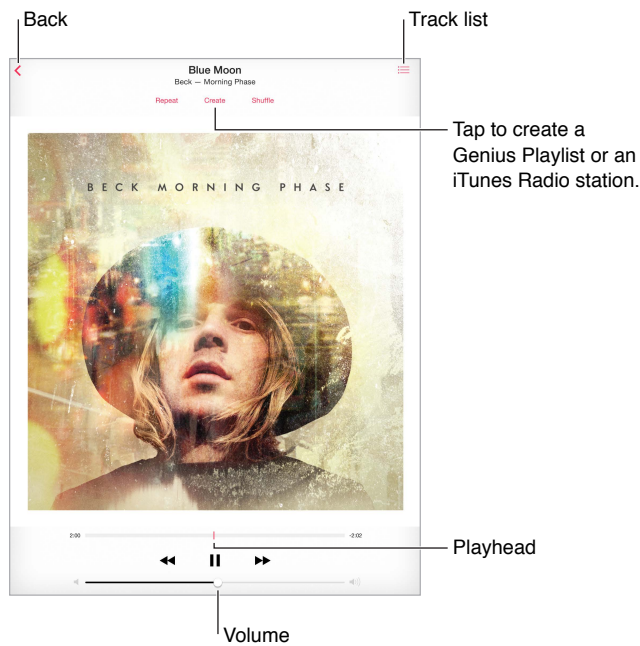 Back
Track list
Blue Moon
Beck — Morning Phase
Repeat Create Shuffle
Tap to create a
Genius Playlist or an
iTunes Radio station.
BECK MORNING PHASE
2:00 -2:02
Playhead
Volume